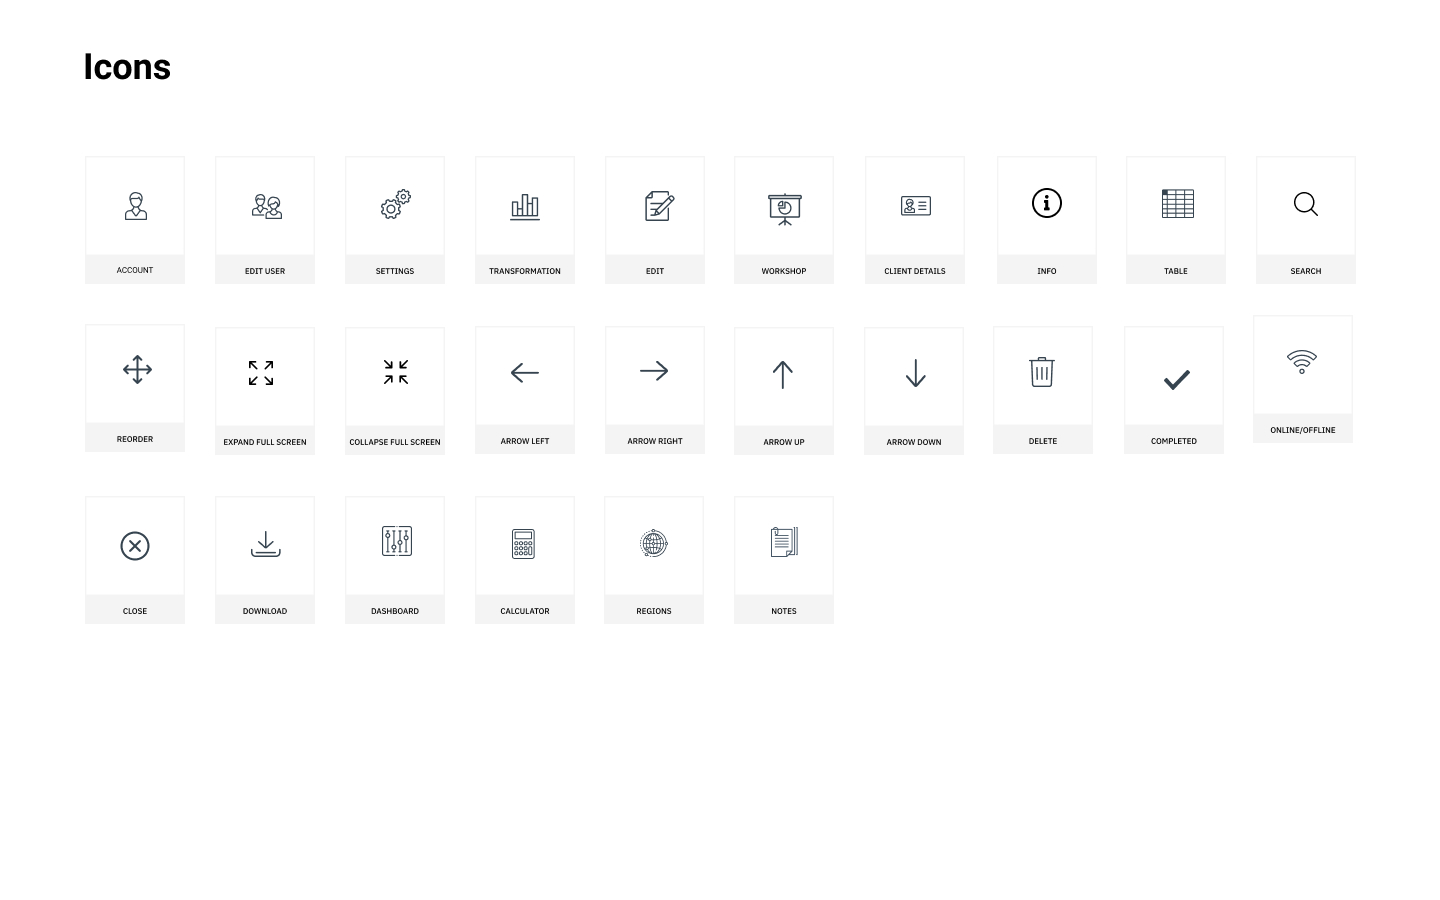 Icons
ACCOUNT
EDIT USER
SETTINGS
TRANSFORMATION
EDIT
WORKSHOP
CLIENT DETAILS
INFO
TABLE
SEARCH
REORDER
EXPAND FULL SCREEN
COLLAPSE FULL SCREEN
ARROW LEFT
ARROW RIGHT
ARROW UP
ARROW DOWN
DELETE
COMPLETED
ONLINE/OFFLINE
CLOSE
DOWNLOAD
DASHBOARD
CALCULATOR
REGIONS
NOTES